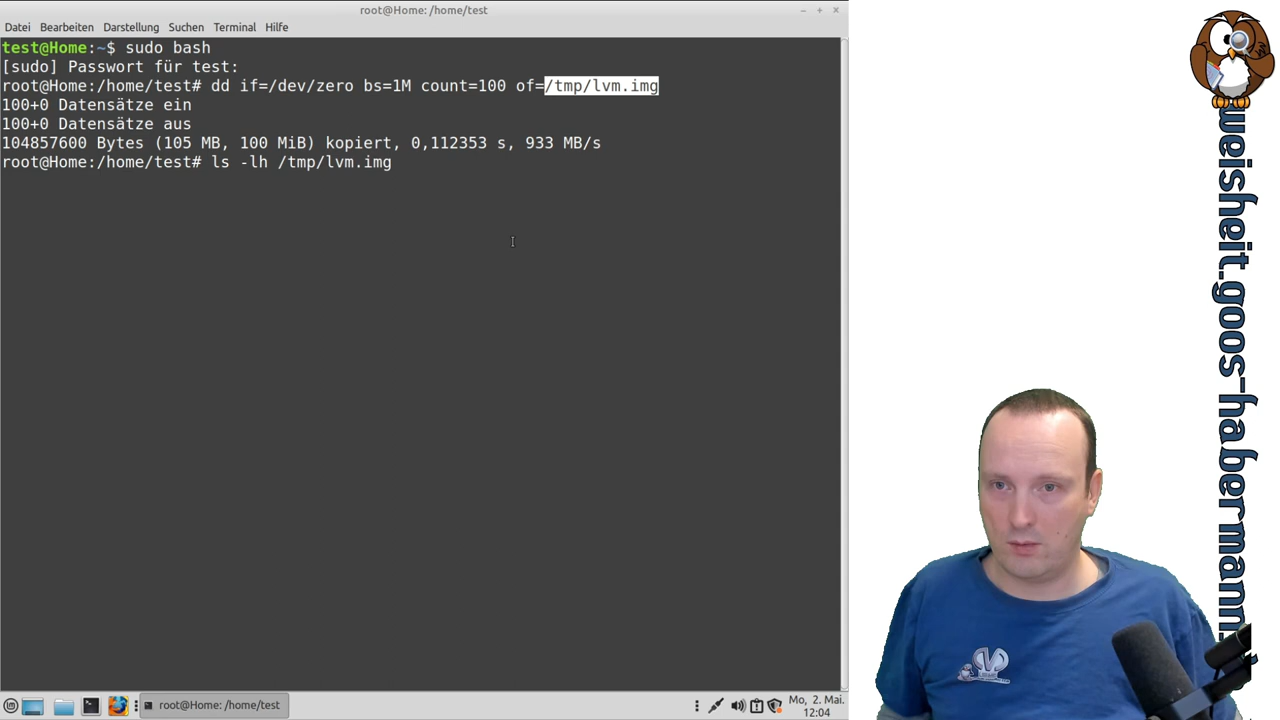 root@Home: /home/test
Datei Bearbeiten Darstellung Suchen Terminal Hilfe
test@Home:~$ sudo bash
[sudo] Passwort für test:
root@Home:/home/test# dd if=/dev/zero bs=1M count=100 of=/tmp/lvm.img
100+0 Datensätze ein
100+0 Datensätze aus
104857600 Bytes (105 MB, 100 MiB) kopiert, 0,112353 s, 933 MB/s
root@Home:/home/test# ls -lh /tmp/lvm.img
root@Home: /home/test
Mo, 2. Mai.
12:04
weisheit.goos-habermann.